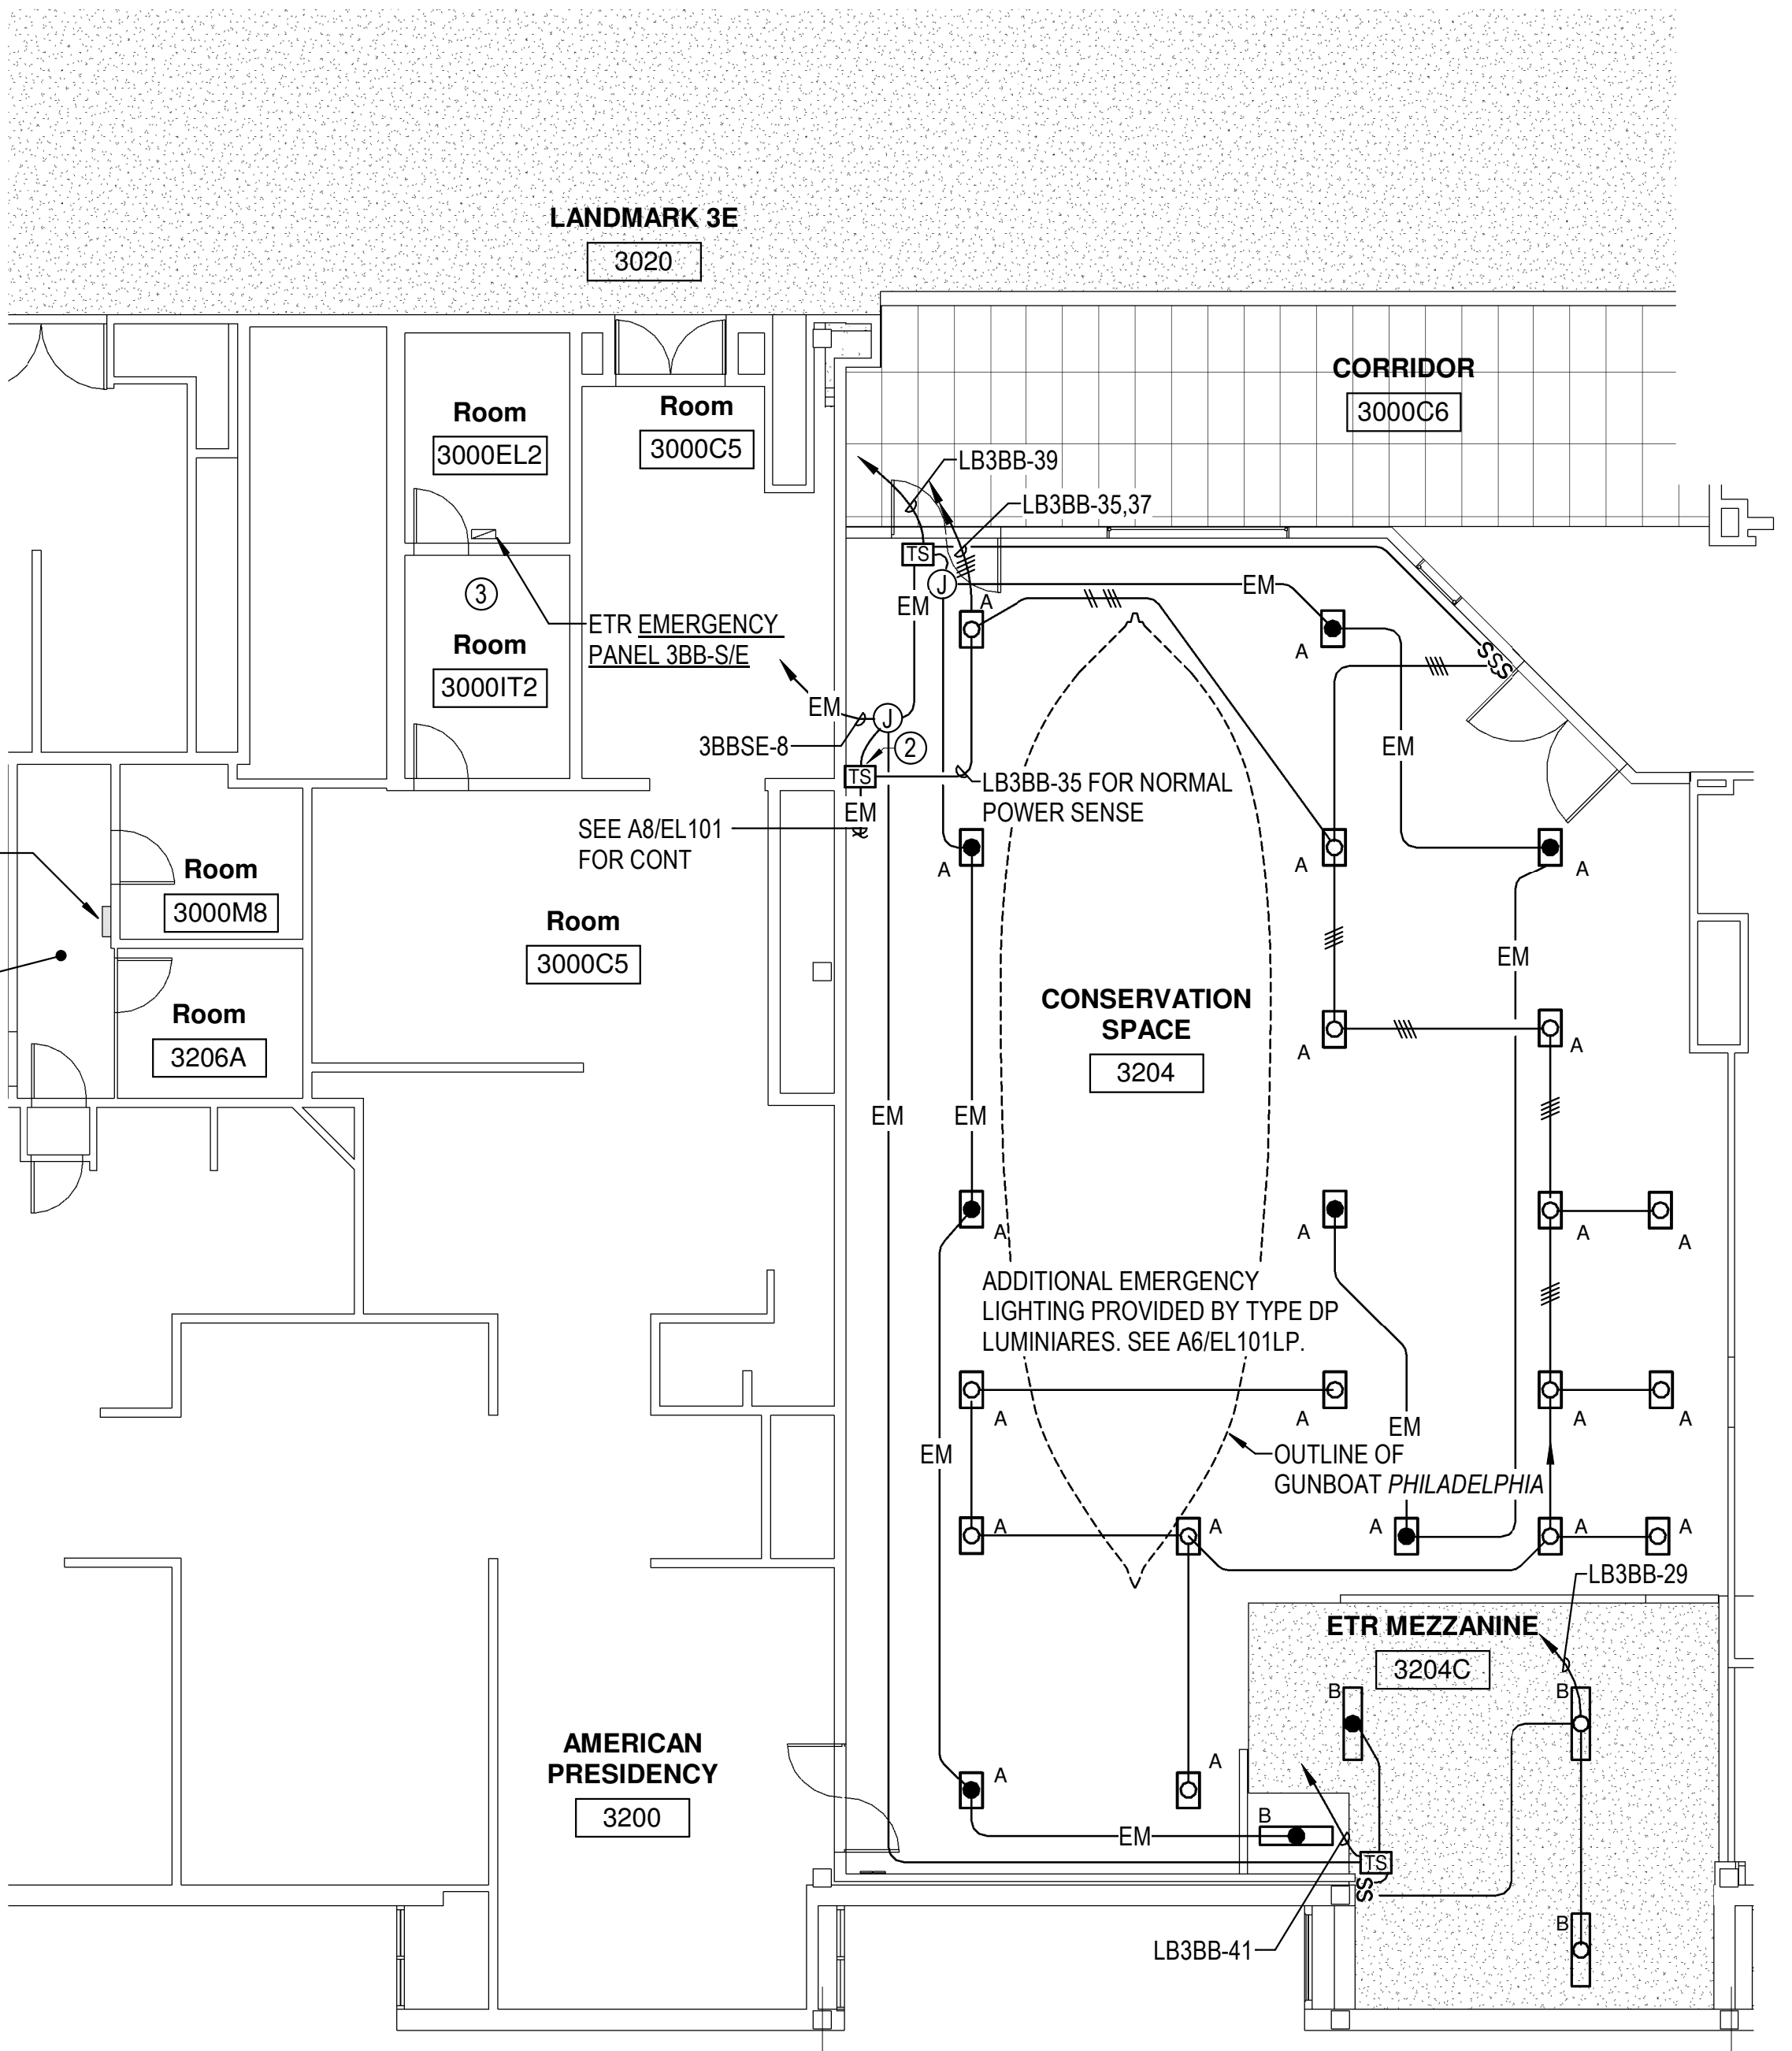 LANDMARK 3E
3020
CORRIDOR
3000C6
Room
3000EL2
Room
3000C5
LB3BB-39
LB3BB-35,37
TS
J
EM
EM
A
A
3
ETR EMERGENCY
PANEL 3BB-S/E
Room
3000IT2
SSS
EM
J
3BBSE-8
2
EM
TS
EM
LB3BB-35 FOR NORMAL
POWER SENSE
SEE A8/EL101
FOR CONT
A
A
A
Room
3000M8
Room
3000C5
EM
CONSERVATION
SPACE
3204
Room
3206A
A
A
EM
EM
A
A
A
A
ADDITIONAL EMERGENCY
LIGHTING PROVIDED BY TYPE DP
LUMINIARES. SEE A6/EL101LP.
A
A
A
A
EM
EM
OUTLINE OF
GUNBOAT PHILADELPHIA
A
A
A
A
A
LB3BB-29
ETR MEZZANINE
3204C
B
B
AMERICAN
PRESIDENCY
3200
A
A
B
EM
TS
SS
B
LB3BB-41